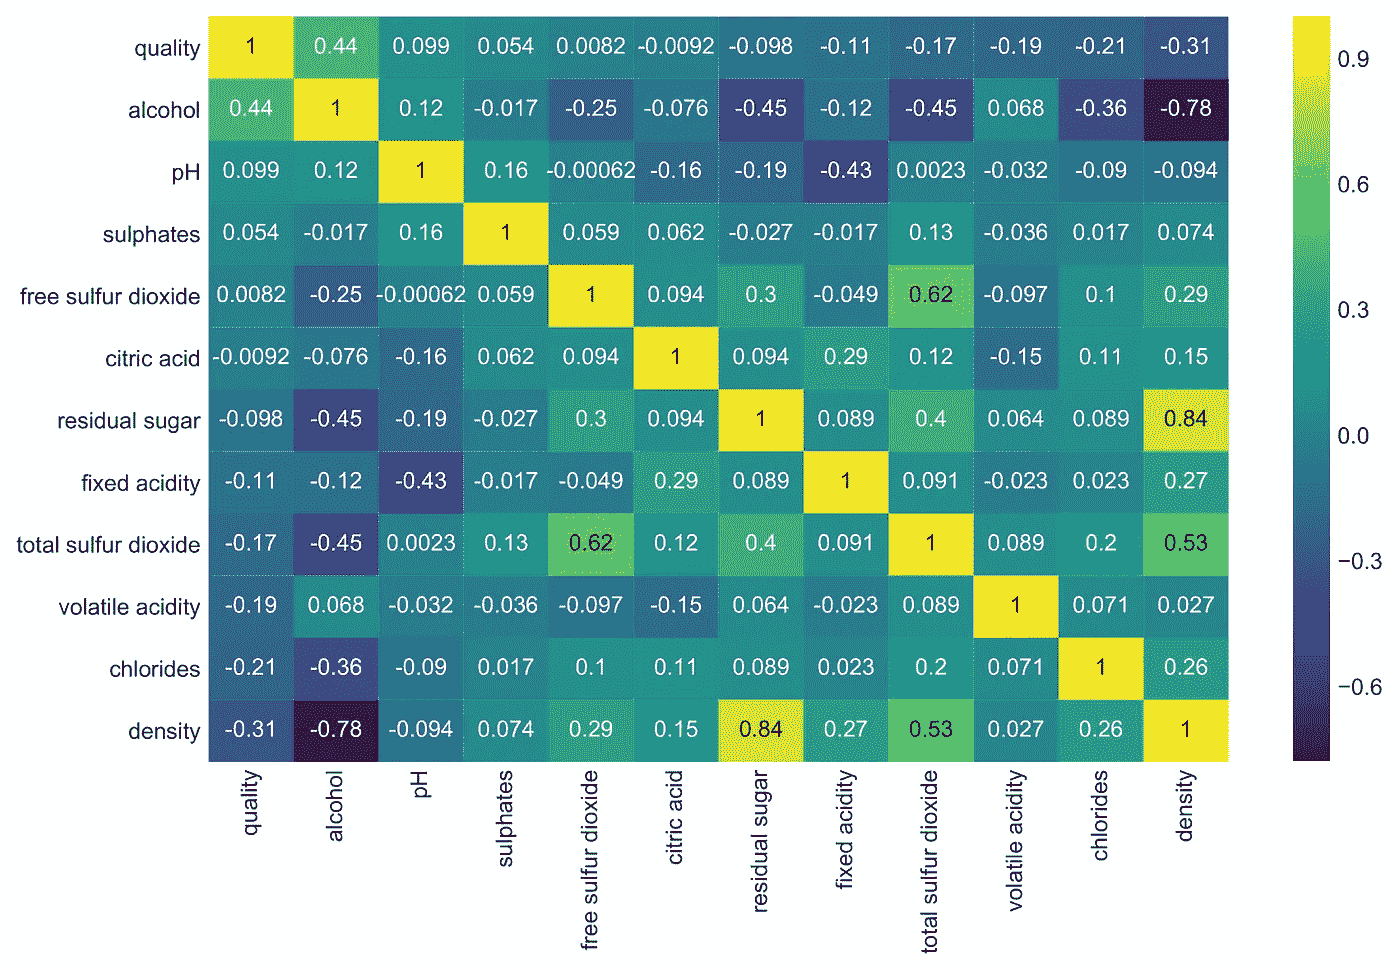 quality 1 0.44 0.099 0.054 0.0082 -0.0092 -0.098 -0.11 -0.17 -0.19 -0.21 -0.31
alcohol 0.44 1 0.12 -0.017 -0.25 -0.076 -0.45 -0.12 -0.45 0.068 -0.36 -0.78
pH 0.099 0.12 1 0.16 -0.00062 -0.16 -0.19 -0.43 0.0023 -0.032 -0.09 -0.094
sulphates 0.054 -0.017 0.16 1 0.059 0.062 -0.027 -0.017 0.13 -0.036 0.017 0.074
free sulfur dioxide 0.0082 -0.25 -0.00062 0.059 1 0.094 0.3 -0.049 0.62 -0.097 0.1 0.29
citric acid -0.0092 -0.076 -0.16 0.062 0.094 1 0.094 0.29 0.12 -0.15 0.11 0.15
residual sugar -0.098 -0.45 -0.19 -0.027 0.3 0.094 1 0.089 0.4 0.064 0.089 0.84
fixed acidity -0.11 -0.12 -0.43 -0.017 -0.049 0.29 0.089 1 0.091 -0.023 0.023 0.27
total sulfur dioxide -0.17 -0.45 0.0023 0.13 0.62 0.12 0.4 0.091 1 0.089 0.2 0.53
volatile acidity -0.19 0.068 -0.032 -0.036 -0.097 -0.15 0.064 -0.023 0.089 1 0.071 0.027
chlorides -0.21 -0.36 -0.09 0.017 0.1 0.11 0.089 0.023 0.2 0.071 1 0.26
density -0.31 -0.78 -0.094 0.074 0.29 0.15 0.84 0.27 0.53 0.027 0.26 1
quality
alcohol
pH
sulphates
free sulfur dioxide
citric acid
residual sugar
fixed acidity
total sulfur dioxide
volatile acidity
chlorides
density
0.9
0.6
0.3
0.0
−0.3
−0.6